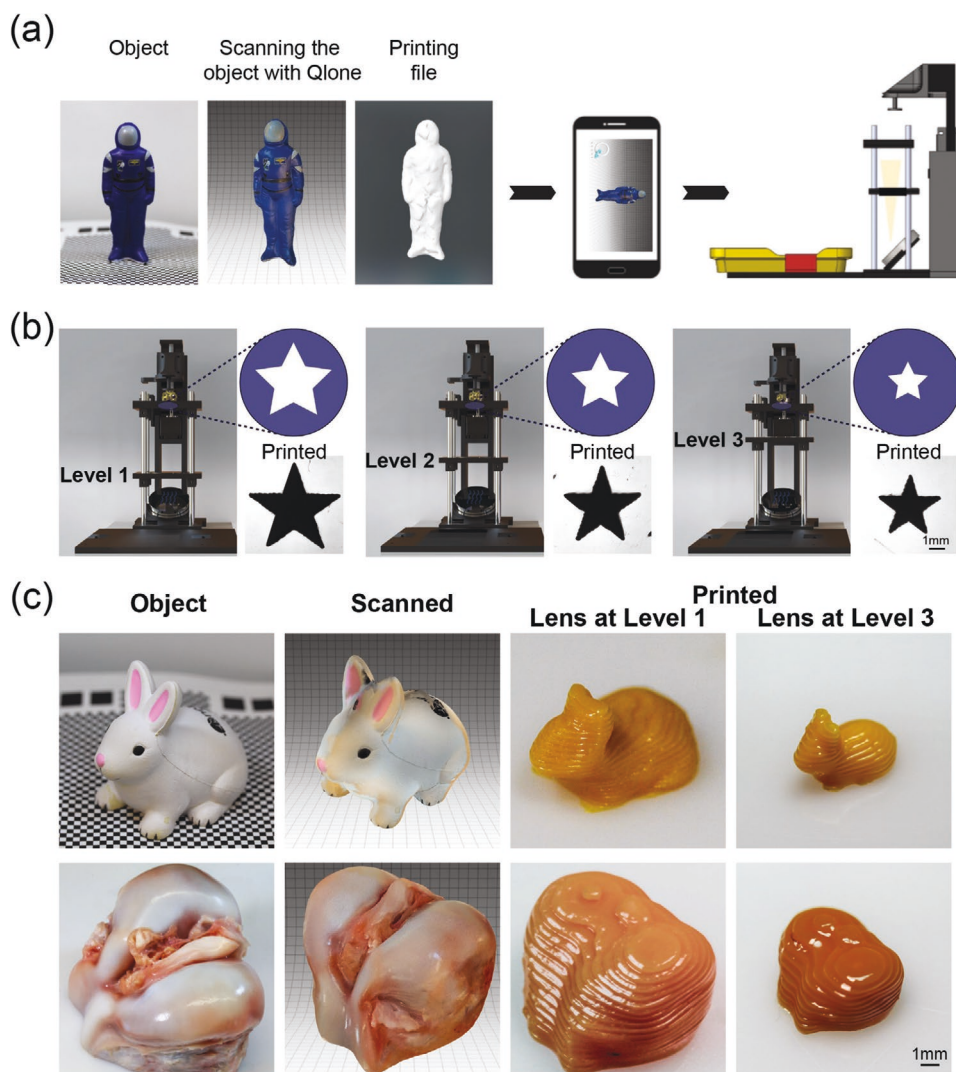 (a)
Object
Scanning the
object with Qlone
Printing
file
(b)
Level 1
Printed
Level 2
Printed
Level 3
Printed
1mm
(c)
Object
Scanned
Printed
Lens at Level 1
Lens at Level 3
1mm